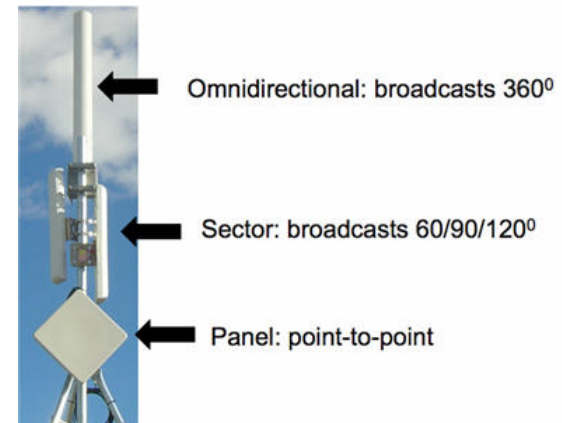 Omnidirectional: broadcasts 360⁰
Sector: broadcasts 60/90/120⁰
Panel: point-to-point